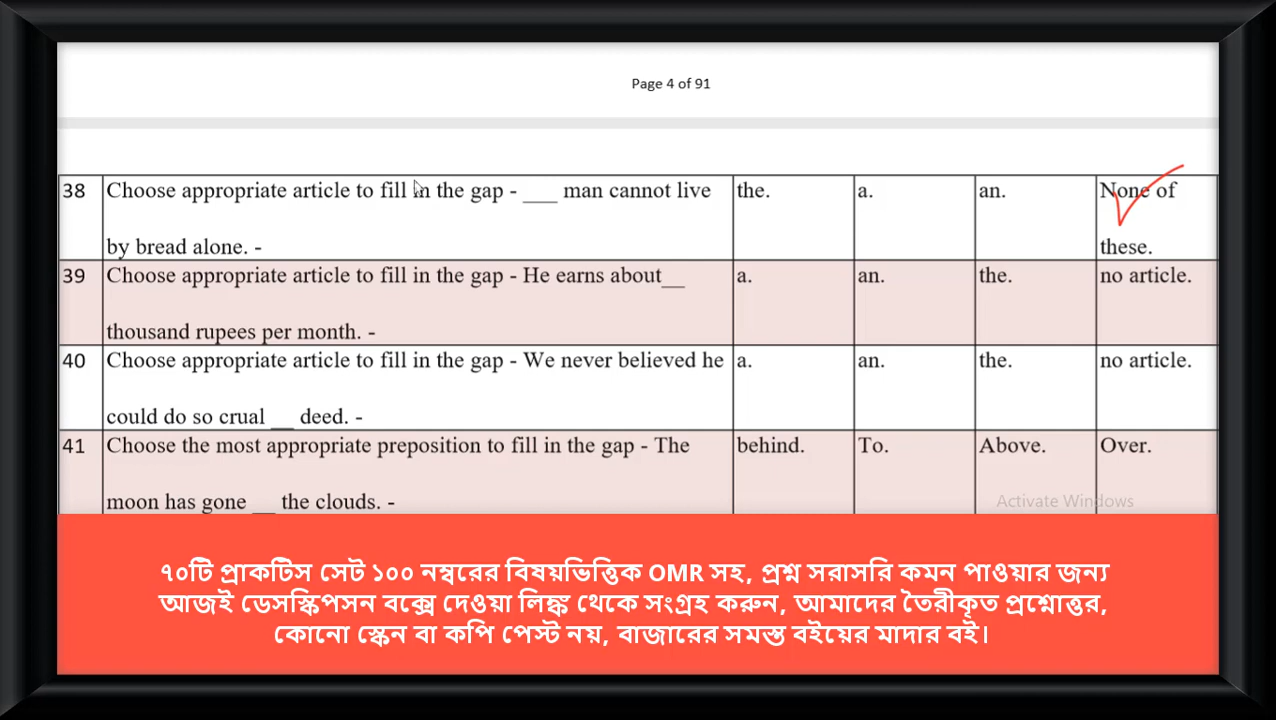 Page 4 of 91
38 Choose appropriate article to fill in the gap - ___ man cannot live the. a. an. None of
by bread alone. - these.
39 Choose appropriate article to fill in the gap - He earns about__ a. an. the. no article.
thousand rupees per month. -
40 Choose appropriate article to fill in the gap - We never believed he a. an. the. no article.
could do so crual __ deed. -
41 Choose the most appropriate preposition to fill in the gap - The behind. To. Above. Over.
moon has gone __ the clouds. -
Activate Windows
৭০টি প্রাকটিস সেট ১০০ নম্বরের বিষয়ভিত্তিক OMR সহ, প্রশ্ন সরাসরি কমন পাওয়ার জন্য
আজই ডেসস্ক্রিপসন বক্সে দেওয়া লিঙ্ক থেকে সংগ্রহ করুন, আমাদের তৈরীকৃত প্রশ্নোত্তর,
কোনো স্কেন বা কপি পেস্ট নয়, বাজারের সমস্ত বইয়ের মাদার বই।